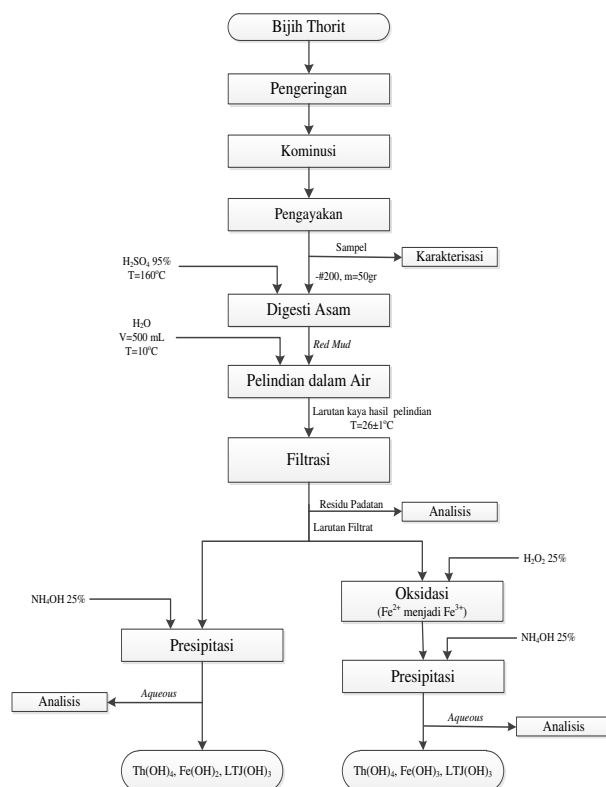 Bijih Thorit
Pengeringan
Kominusi
Pengayakan
Sampel
Karakterisasi
H₂SO₄ 95%
T=160°C
-#200, m=50gr
Digesti Asam
H₂O
V=500 mL
T=10°C
Red Mud
Pelindian dalam Air
Larutan kaya hasil pelindian
T=26±1°C
Filtrasi
Residu Padatan
Analisis
Larutan Filtrat
H₂O₂ 25%
NH₄OH 25%
Oksidasi
(Fe²⁺ menjadi Fe³⁺)
Presipitasi
NH₄OH 25%
Presipitasi
Analisis
Aqueous
Aqueous
Analisis
Th(OH)₄, Fe(OH)₂, LTJ(OH)₃
Th(OH)₄, Fe(OH)₃, LTJ(OH)₃